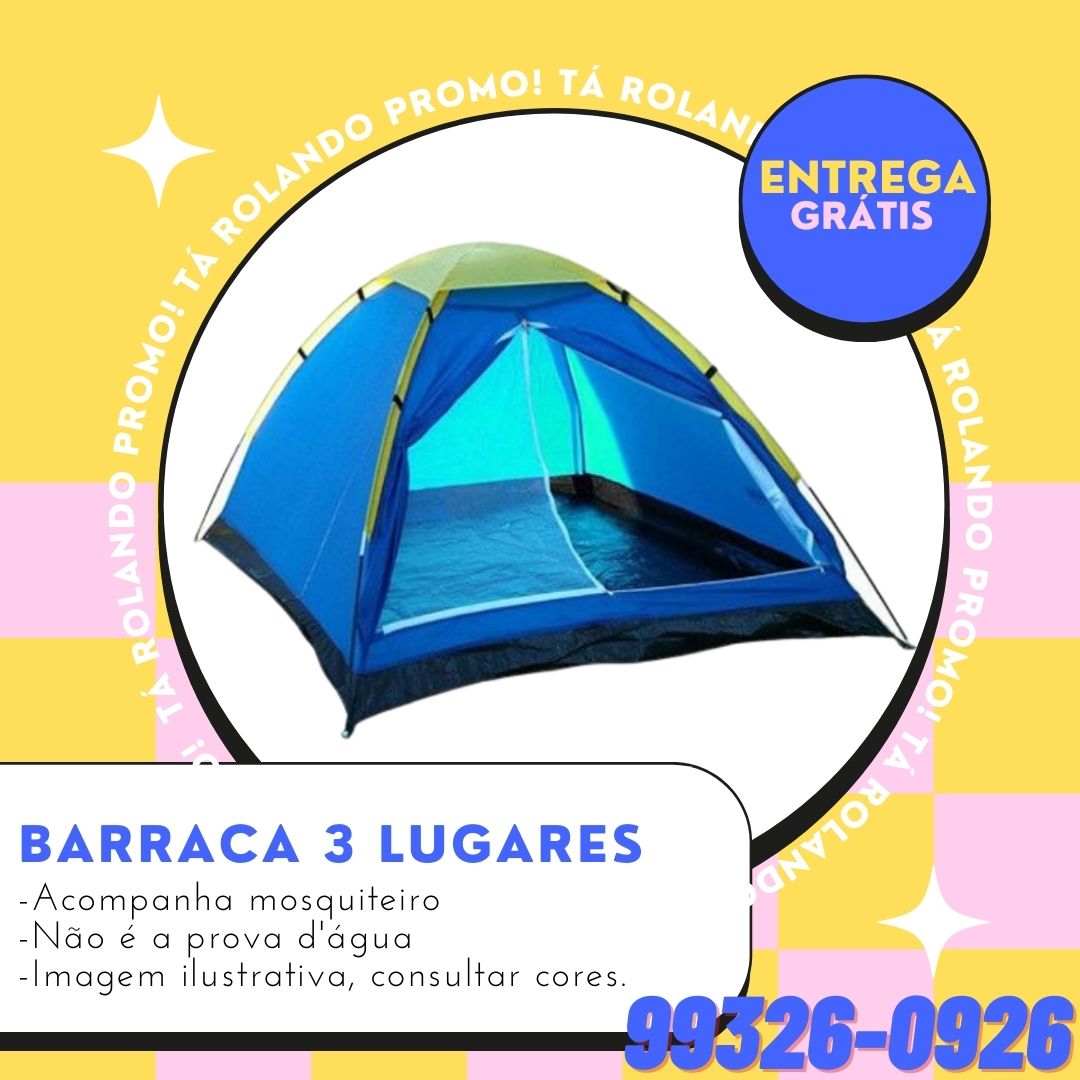 TÁ ROLANDO PROMO! TÁ ROLANDO PROMO! TÁ ROLANDO PROMO! TÁ ROLAND
Á ROLANDO PROMO! TÁ ROLANDO
ENTREGA
GRÁTIS
BARRACA 3 LUGARES
-Acompanha mosquiteiro
-Não é a prova d'água
-Imagem ilustrativa, consultar cores.
99326-0926